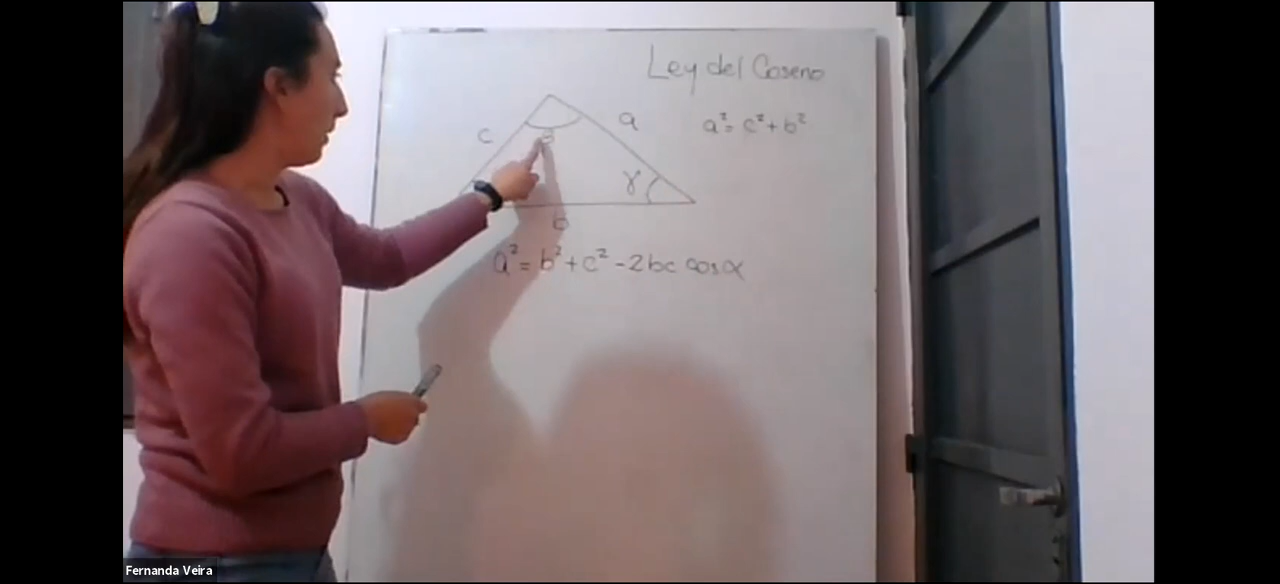 Ley del Coseno
c
a
a² = c² + b²
γ
b
a² = b² + c² - 2bc cos α
Fernanda Veira